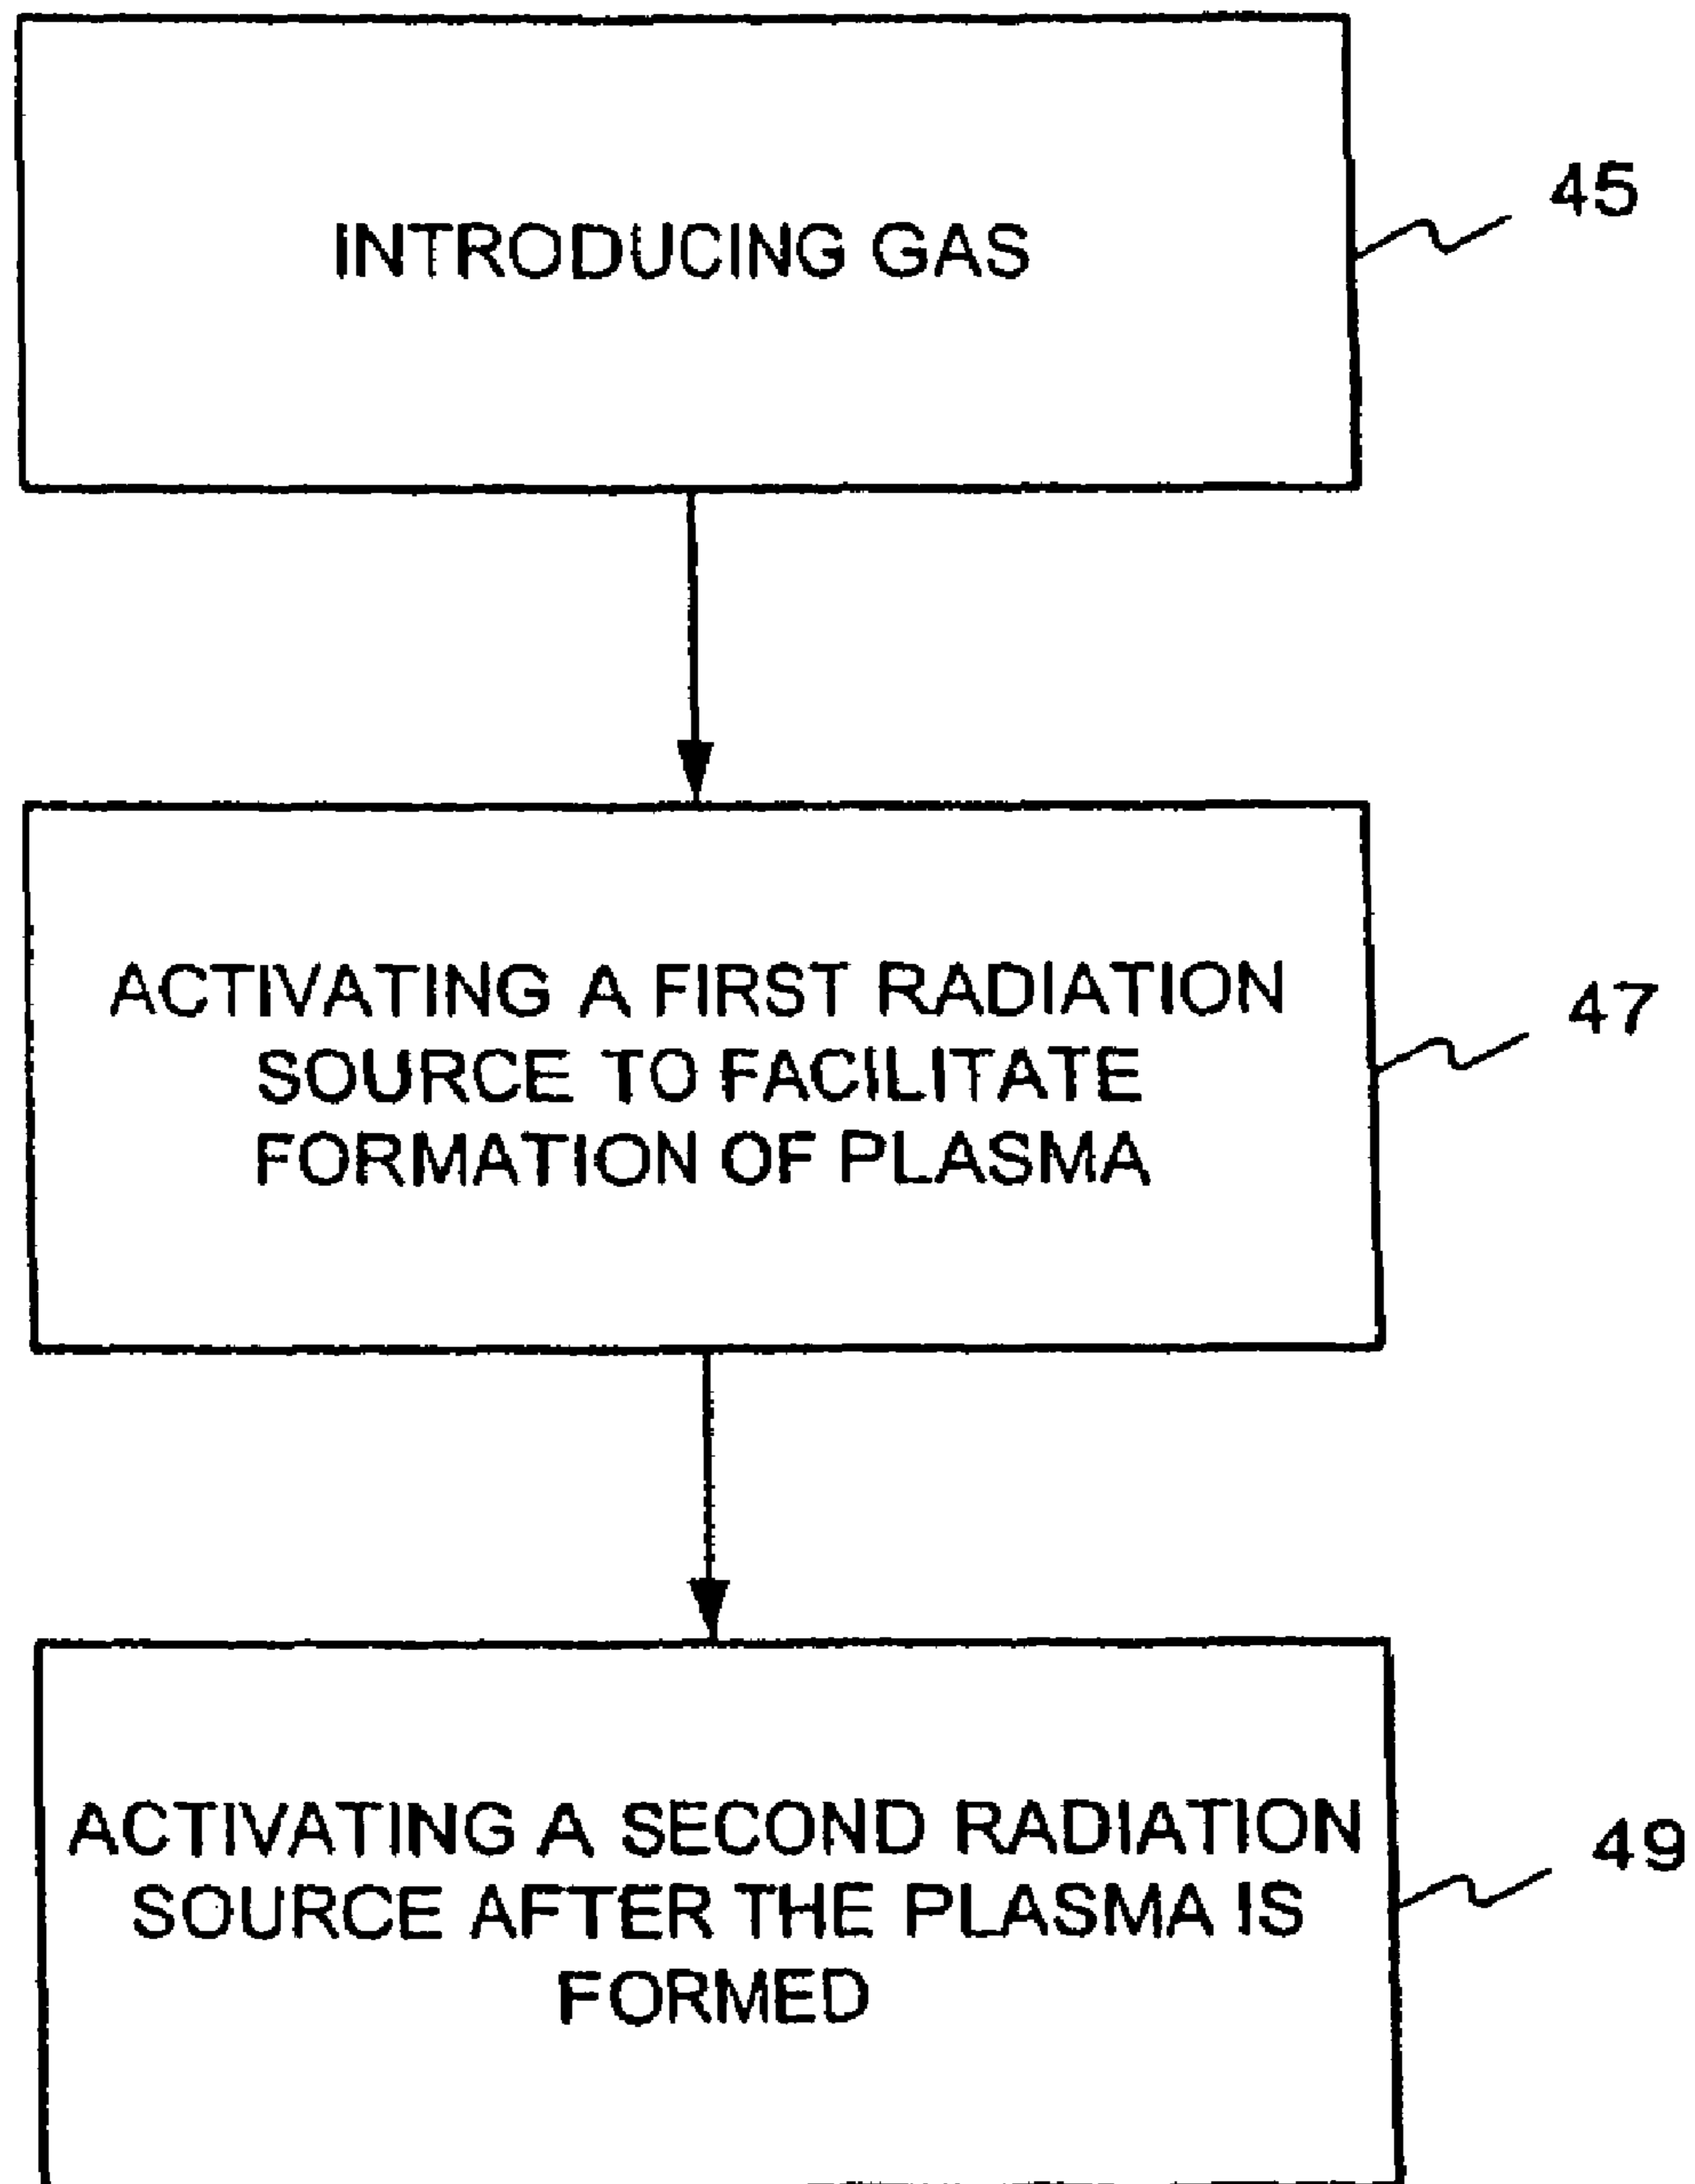 INTRODUCING GAS
45
ACTIVATING A FIRST RADIATION
SOURCE TO FACILITATE
FORMATION OF PLASMA
47
ACTIVATING A SECOND RADIATION
SOURCE AFTER THE PLASMA IS
FORMED
49